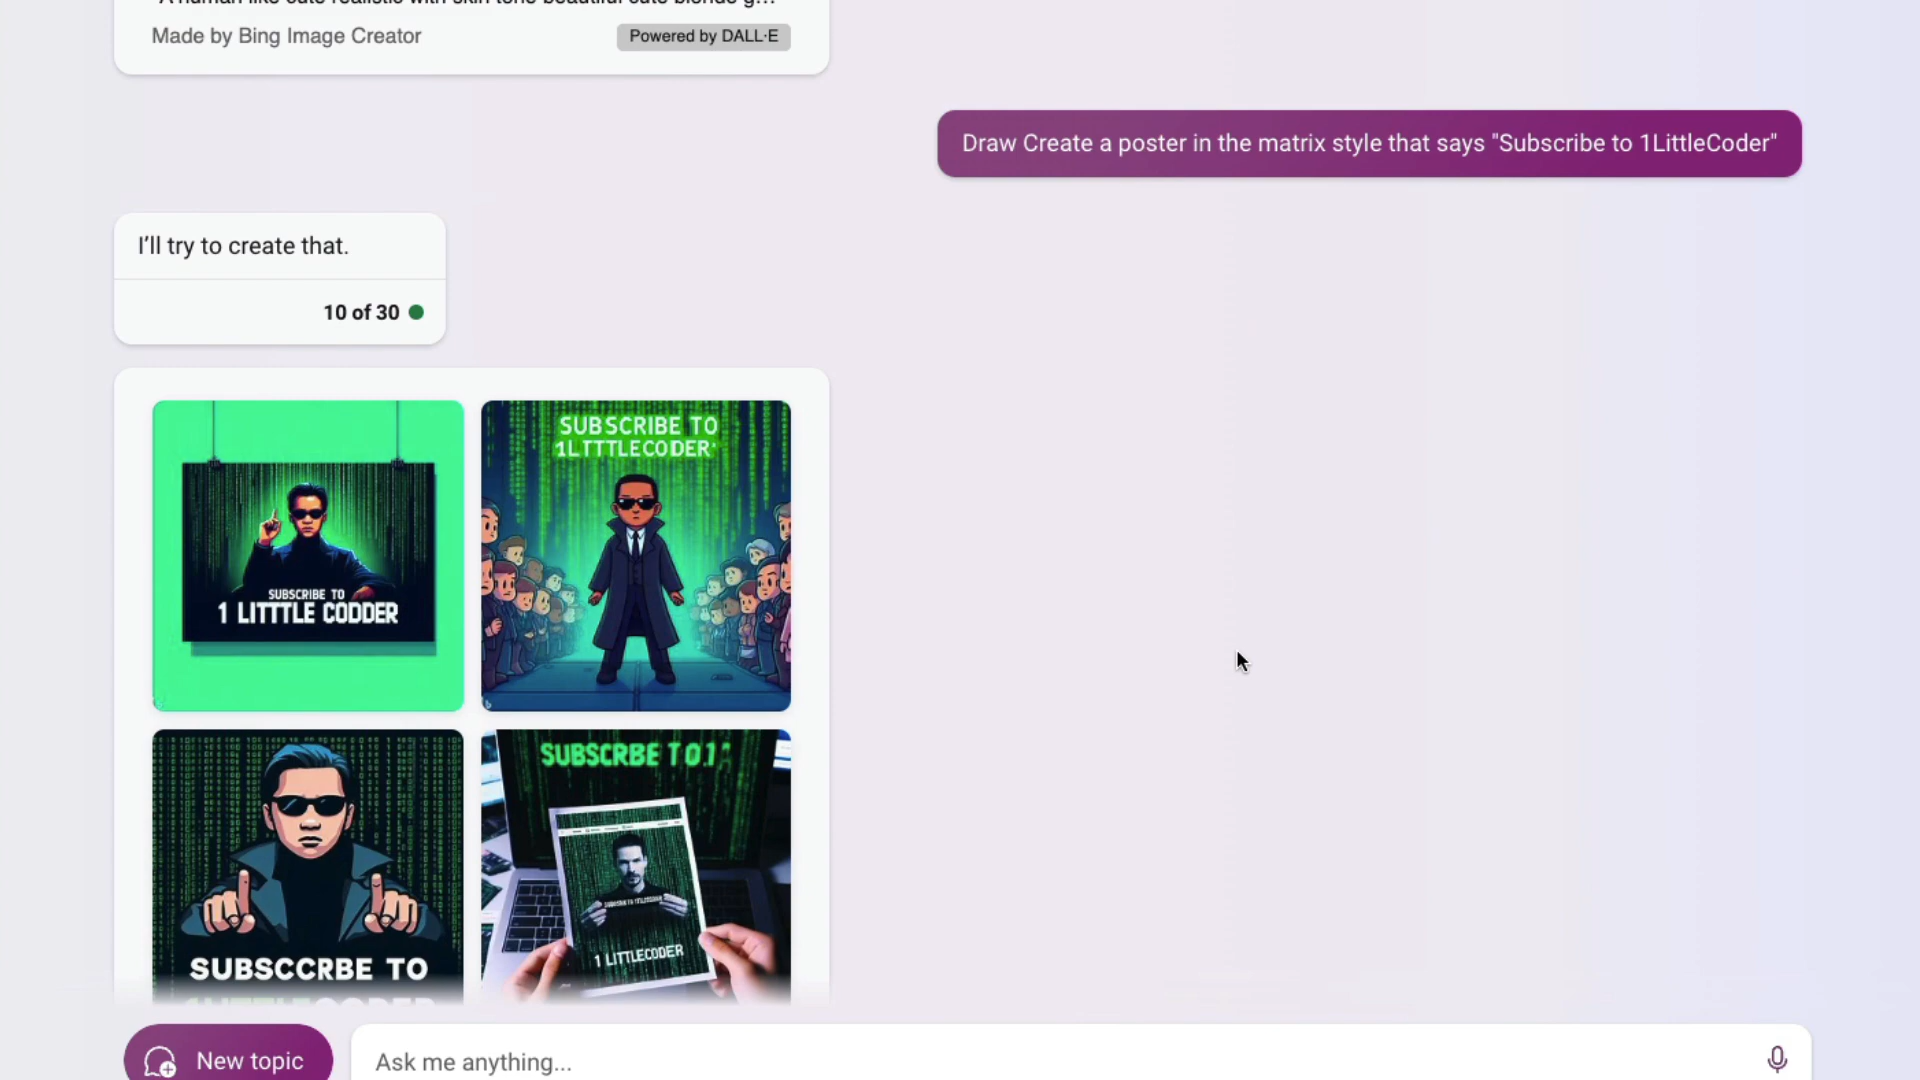 Made by Bing Image Creator
Powered by DALL·E
Draw Create a poster in the matrix style that says "Subscribe to 1LittleCoder"
I'll try to create that.
10 of 30
SUBSCRIBE TO
1 LITTTLE CODDER
SUBSCRIBE TO
1LTTTLECODER"
SUBSCCRBE TO
SUBSCRBE TO.1"
1 LITTLECODER
New topic
Ask me anything...